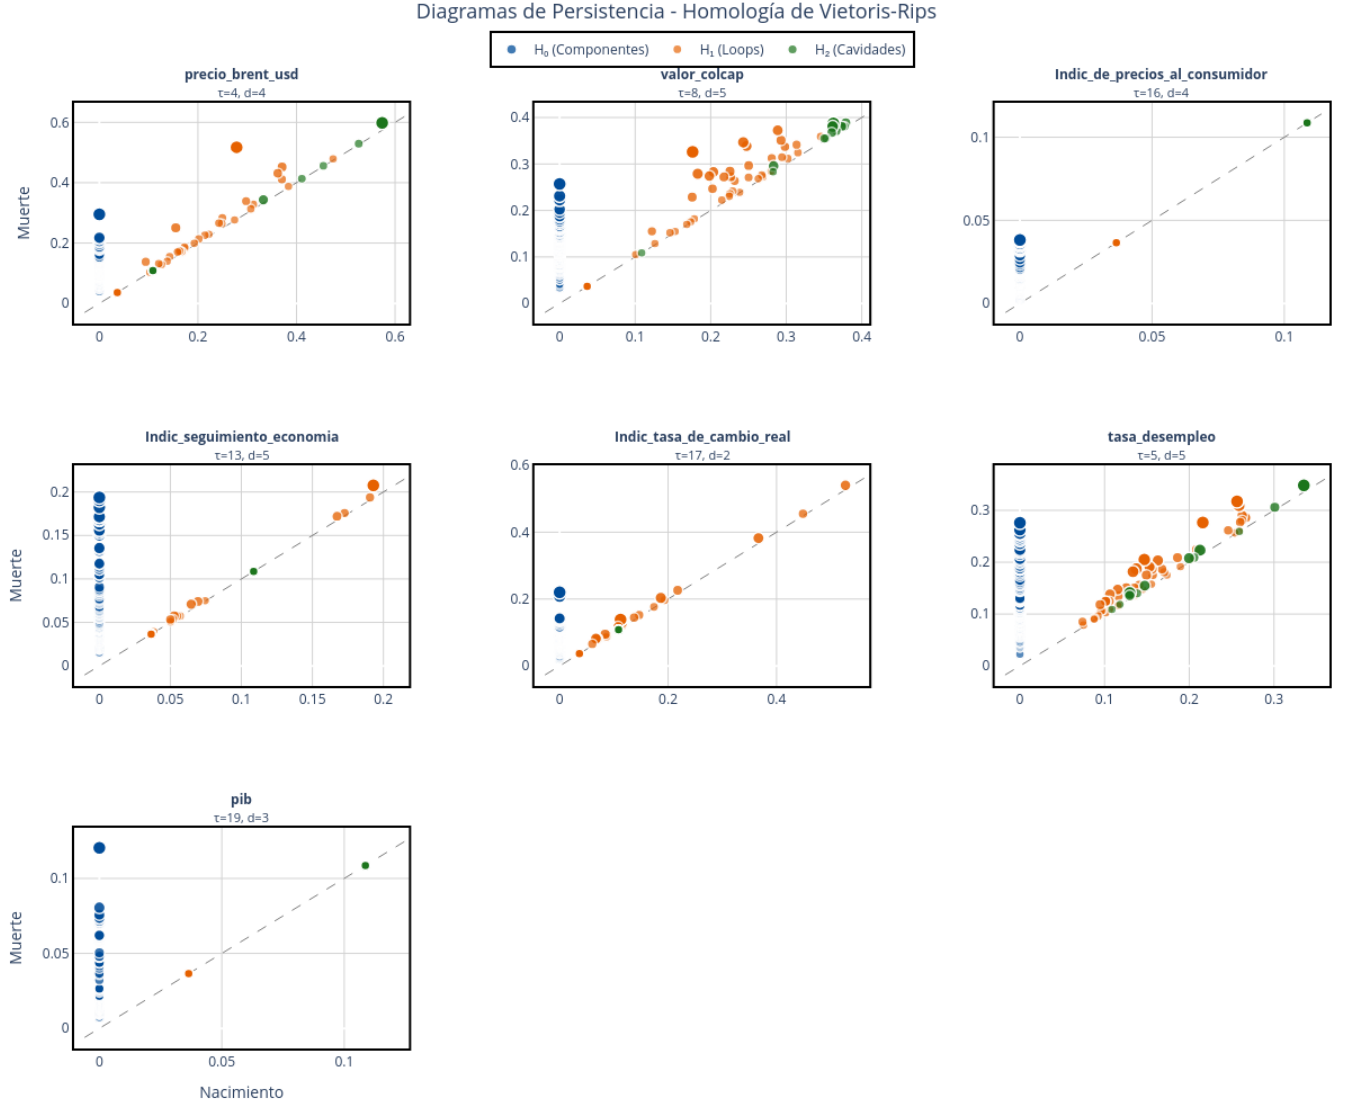 Diagramas de Persistencia - Homología de Vietoris-Rips
H₀ (Componentes) H₁ (Loops) H₂ (Cavidades)
precio_brent_usd
τ=4, d=4
valor_colcap
τ=8, d=5
Indic_de_precios_al_consumidor
τ=16, d=4
Muerte
0.6
0.4
0.2
0
0 0.2 0.4 0.6
0.4
0.3
0.2
0.1
0
0 0.1 0.2 0.3 0.4
0.1
0.05
0
0 0.05 0.1
Indic_seguimiento_economia
τ=13, d=5
Indic_tasa_de_cambio_real
τ=17, d=2
tasa_desempleo
τ=5, d=5
Muerte
0.2
0.15
0.1
0.05
0
0 0.05 0.1 0.15 0.2
0.6
0.4
0.2
0
0 0.2 0.4
0.3
0.2
0.1
0
0 0.1 0.2 0.3
pib
τ=19, d=3
Muerte
0.1
0.05
0
0 0.05 0.1
Nacimiento